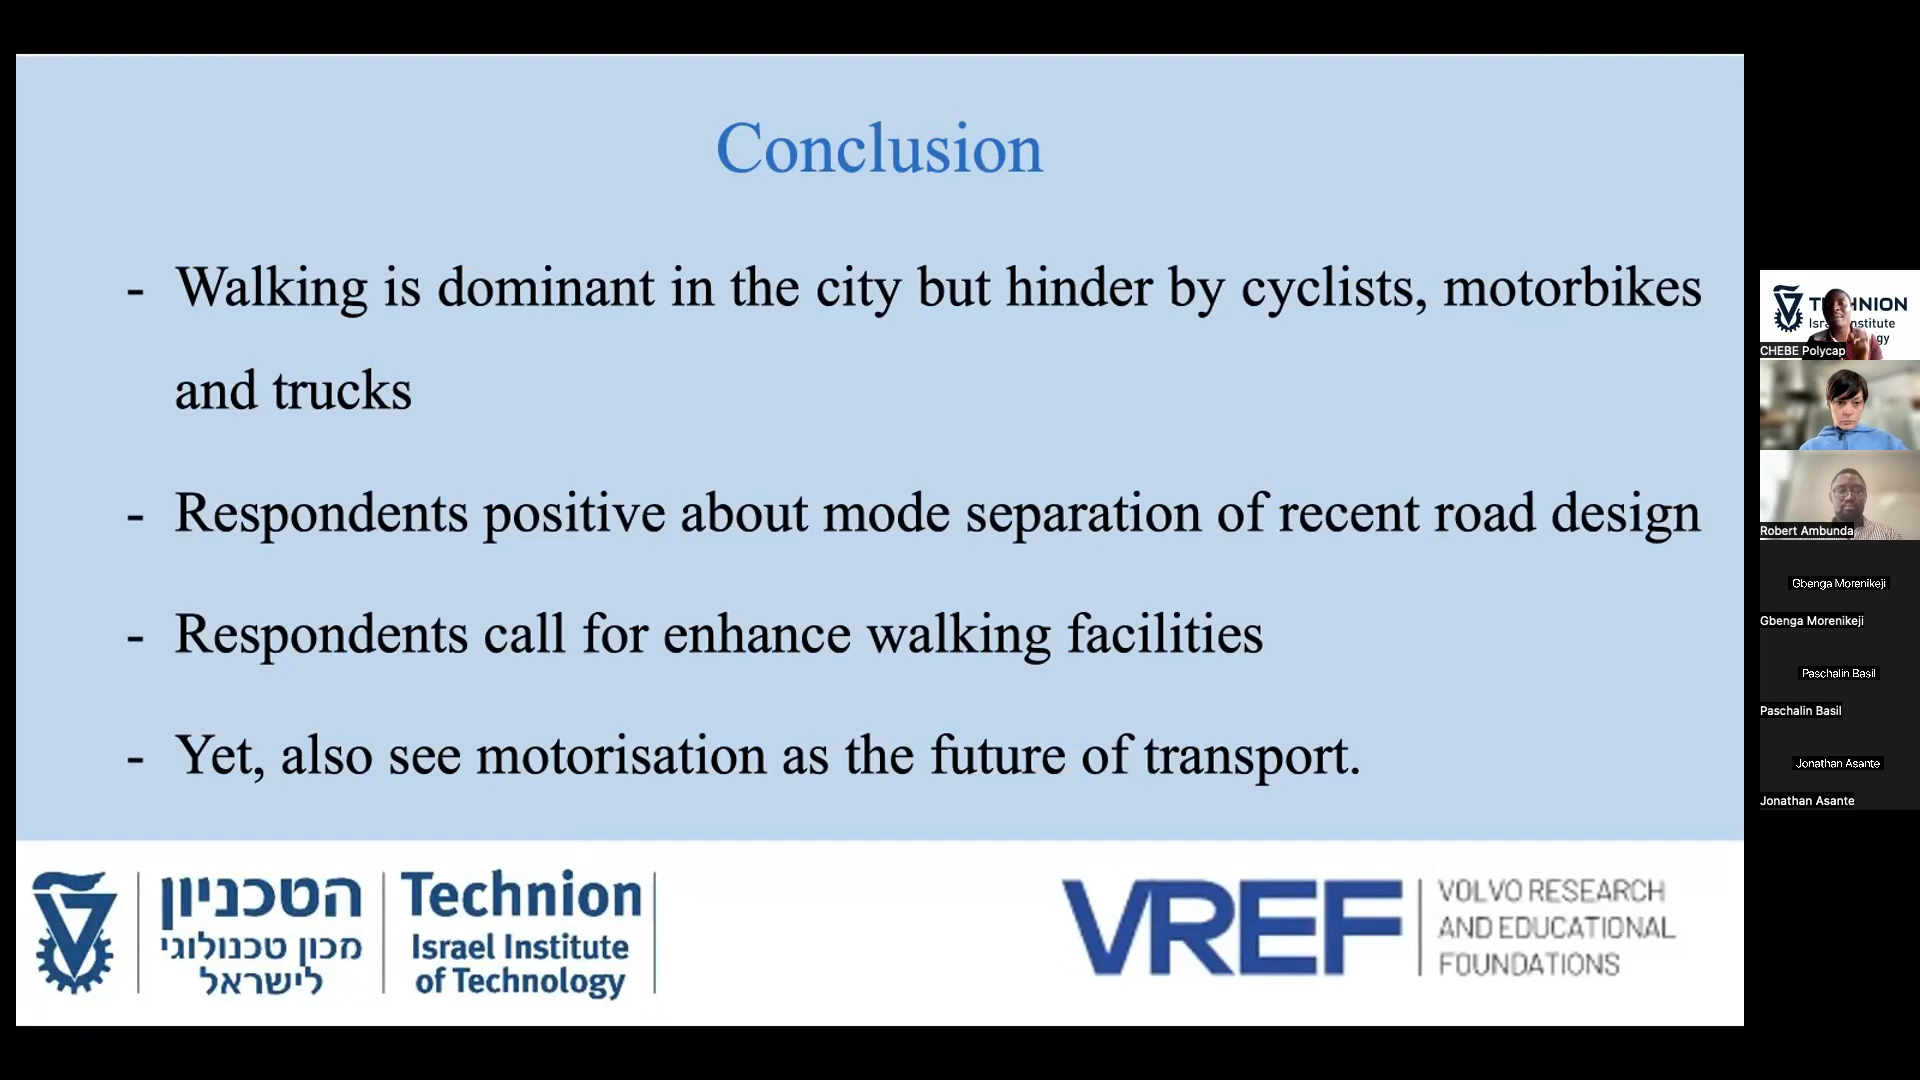 Conclusion
- Walking is dominant in the city but hinder by cyclists, motorbikes
and trucks
- Respondents positive about mode separation of recent road design
- Respondents call for enhance walking facilities
- Yet, also see motorisation as the future of transport.
הטכניון
מכון טכנולוגי
לישראל
Technion
Israel Institute
of Technology
VREF
VOLVO RESEARCH
AND EDUCATIONAL
FOUNDATIONS
CHEBE Polycap
Robert Ambunda
Gbenga Morenikeji
Gbenga Morenikeji
Paschalin Basil
Paschalin Basil
Jonathan Asante
Jonathan Asante